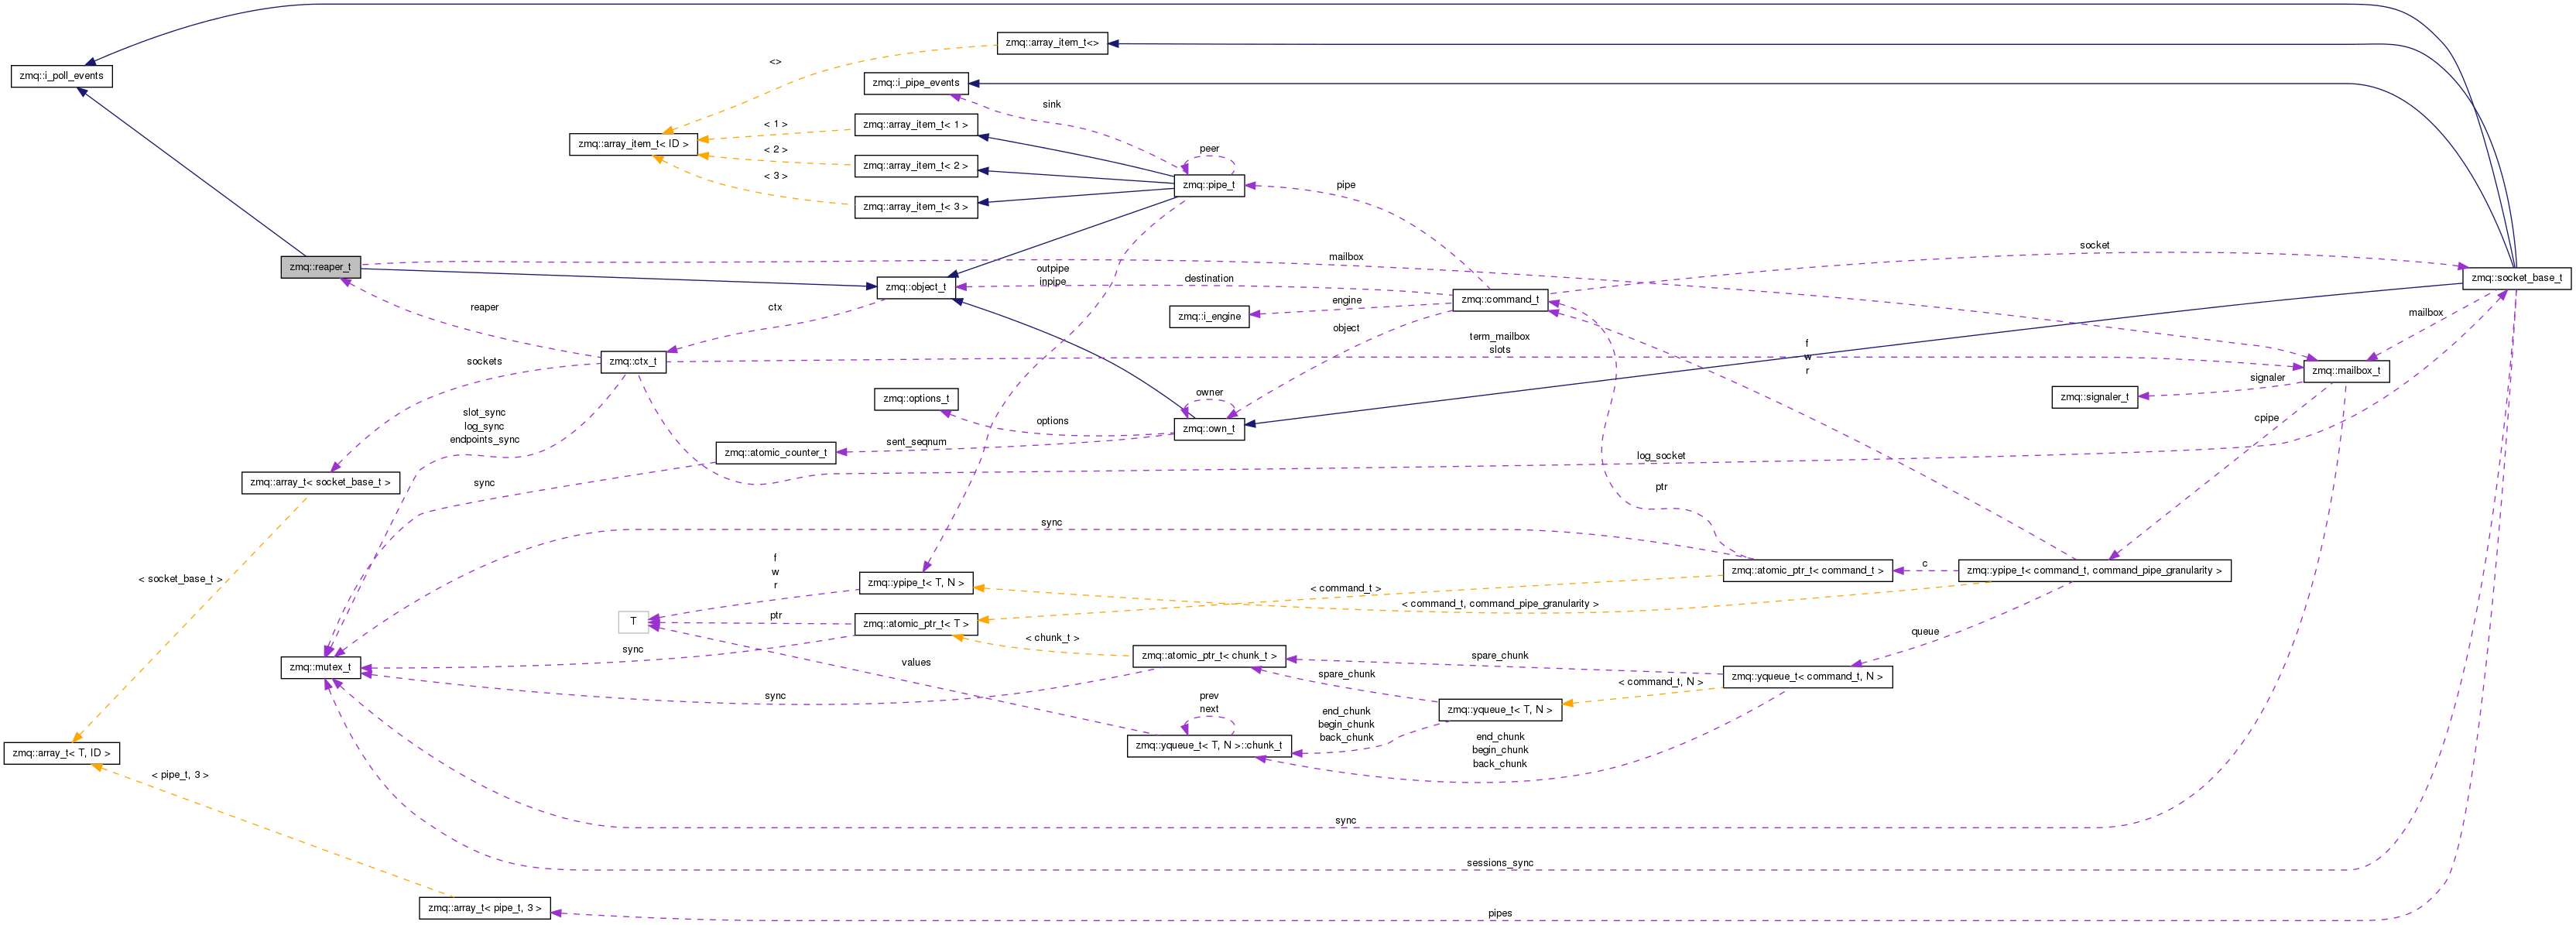 zmq::array_item_t<>
<>
zmq::i_poll_events
zmq::i_pipe_events
sink
zmq::array_item_t< 1 >
< 1 >
zmq::array_item_t< ID >
< 2 >
zmq::array_item_t< 2 >
peer
< 3 >
zmq::pipe_t
pipe
zmq::array_item_t< 3 >
socket
mailbox
zmq::reaper_t
outpipe
inpipe
destination
zmq::socket_base_t
zmq::object_t
zmq::command_t
engine
reaper
ctx
zmq::i_engine
mailbox
object
term_mailbox
slots
f
w
r
sockets
zmq::ctx_t
zmq::mailbox_t
signaler
owner
zmq::options_t
zmq::signaler_t
slot_sync
log_sync
endpoints_sync
options
zmq::own_t
cpipe
sent_seqnum
zmq::atomic_counter_t
log_socket
zmq::array_t< socket_base_t >
sync
ptr
sync
f
w
r
c
< socket_base_t >
zmq::ypipe_t< T, N >
zmq::atomic_ptr_t< command_t >
zmq::ypipe_t< command_t, command_pipe_granularity >
< command_t >
< command_t, command_pipe_granularity >
ptr
T
zmq::atomic_ptr_t< T >
queue
< chunk_t >
sync
zmq::mutex_t
values
zmq::atomic_ptr_t< chunk_t >
spare_chunk
spare_chunk
zmq::yqueue_t< command_t, N >
< command_t, N >
sync
prev
next
zmq::yqueue_t< T, N >
end_chunk
begin_chunk
back_chunk
zmq::array_t< T, ID >
zmq::yqueue_t< T, N >::chunk_t
end_chunk
begin_chunk
back_chunk
< pipe_t, 3 >
sync
sessions_sync
zmq::array_t< pipe_t, 3 >
pipes